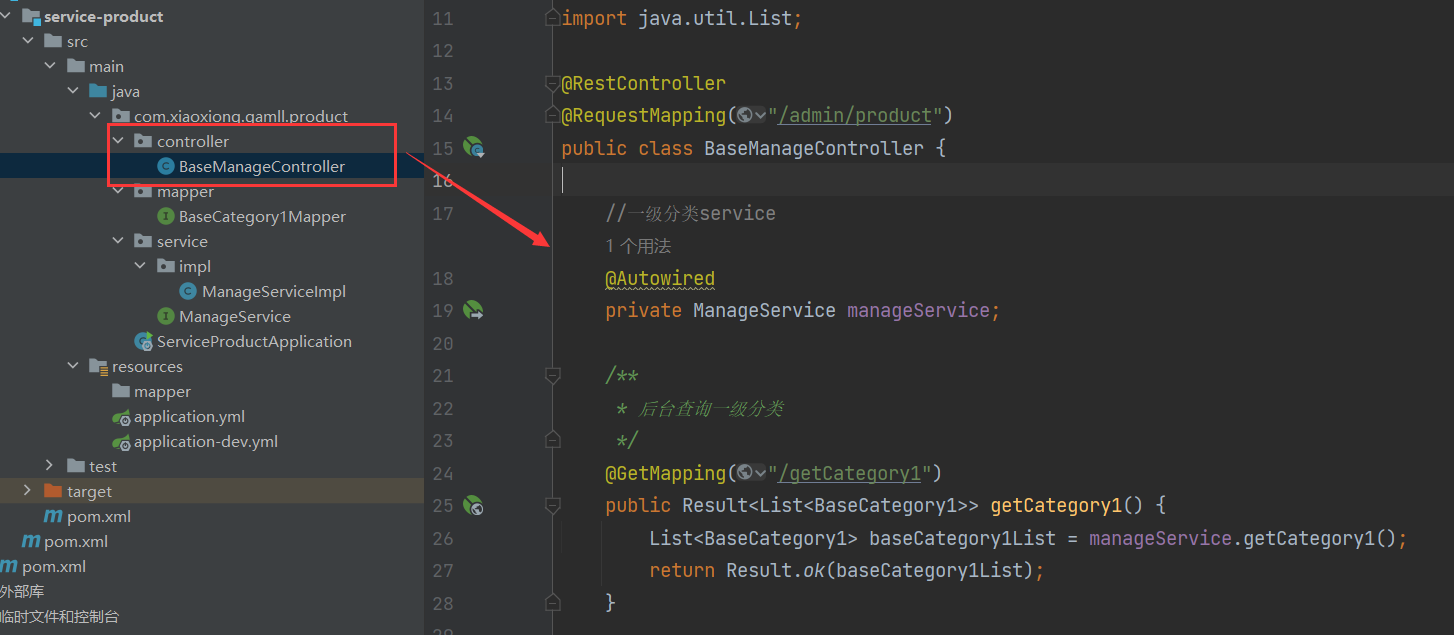 service-product
src
main
java
com.xiaoxiong.gamll.product
controller
BaseManageController
mapper
BaseCategory1Mapper
service
impl
ManageServiceImpl
ManageService
ServiceProductApplication
resources
mapper
application.yml
application-dev.yml
test
target
pom.xml
pom.xml
pom.xml
外部库
临时文件和控制台
11 import java.util.List;
12
13 @RestController
14 @RequestMapping("/admin/product")
15 public class BaseManageController {
16
17 //一级分类service
1 个用法
18 @Autowired
19 private ManageService manageService;
20
21 /**
22 * 后台查询一级分类
23 */
24 @GetMapping("/getCategory1")
25 public Result<List<BaseCategory1>> getCategory1() {
26 List<BaseCategory1> baseCategory1List = manageService.getCategory1();
27 return Result.ok(baseCategory1List);
28 }